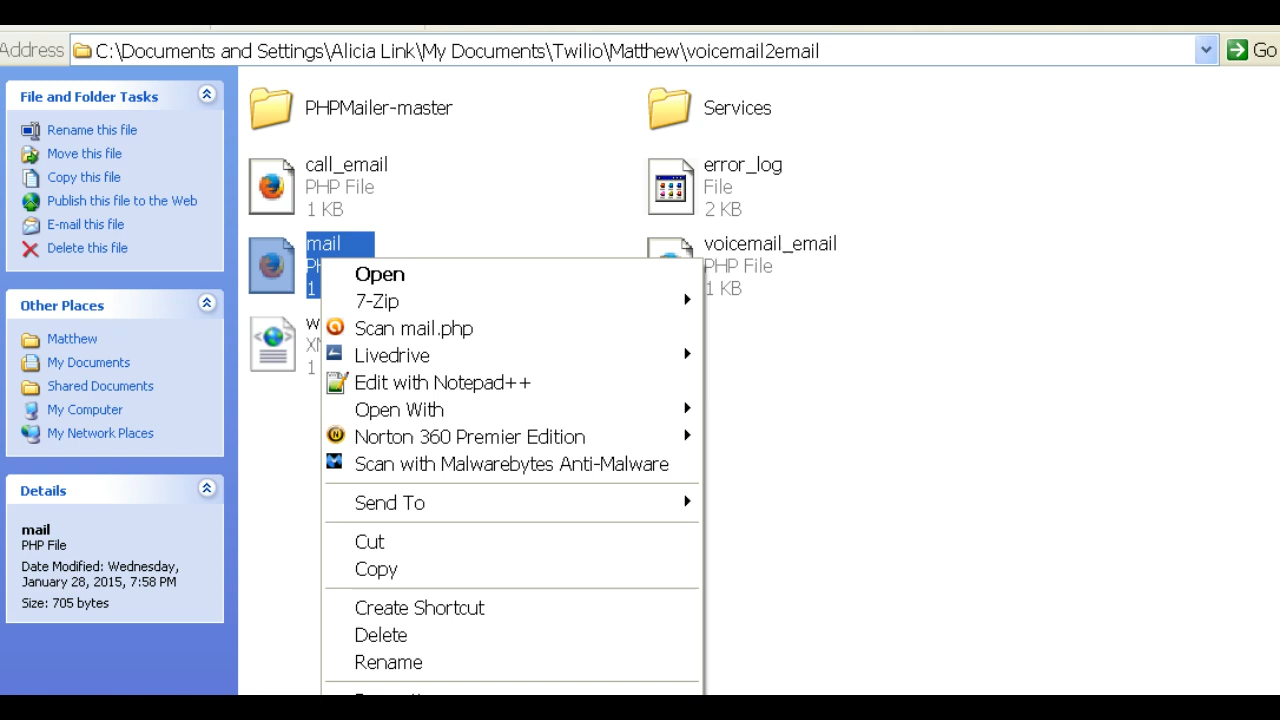 Address C:\Documents and Settings\Alicia Link\My Documents\Twilio\Matthew\voicemail2email Go
File and Folder Tasks
Rename this file
Move this file
Copy this file
Publish this file to the Web
E-mail this file
Delete this file
Other Places
Matthew
My Documents
Shared Documents
My Computer
My Network Places
Details
mail
PHP File
Date Modified: Wednesday,
January 28, 2015, 7:58 PM
Size: 705 bytes
PHPMailer-master
Services
call_email
PHP File
1 KB
error_log
File
2 KB
mail
voicemail_email
PHP File
1 KB
Open
7-Zip
Scan mail.php
Livedrive
Edit with Notepad++
Open With
Norton 360 Premier Edition
Scan with Malwarebytes Anti-Malware
Send To
Cut
Copy
Create Shortcut
Delete
Rename